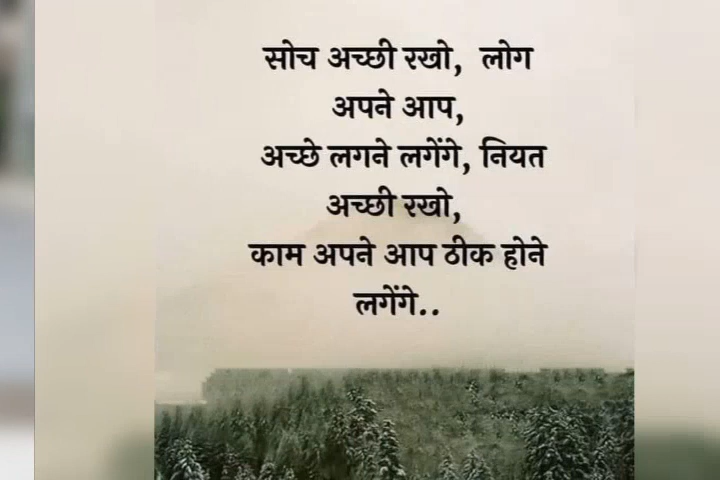 सोच अच्छी रखो, लोग
अपने आप,
अच्छे लगने लगेंगे, नियत
अच्छी रखो,
काम अपने आप ठीक होने
लगेंगे..